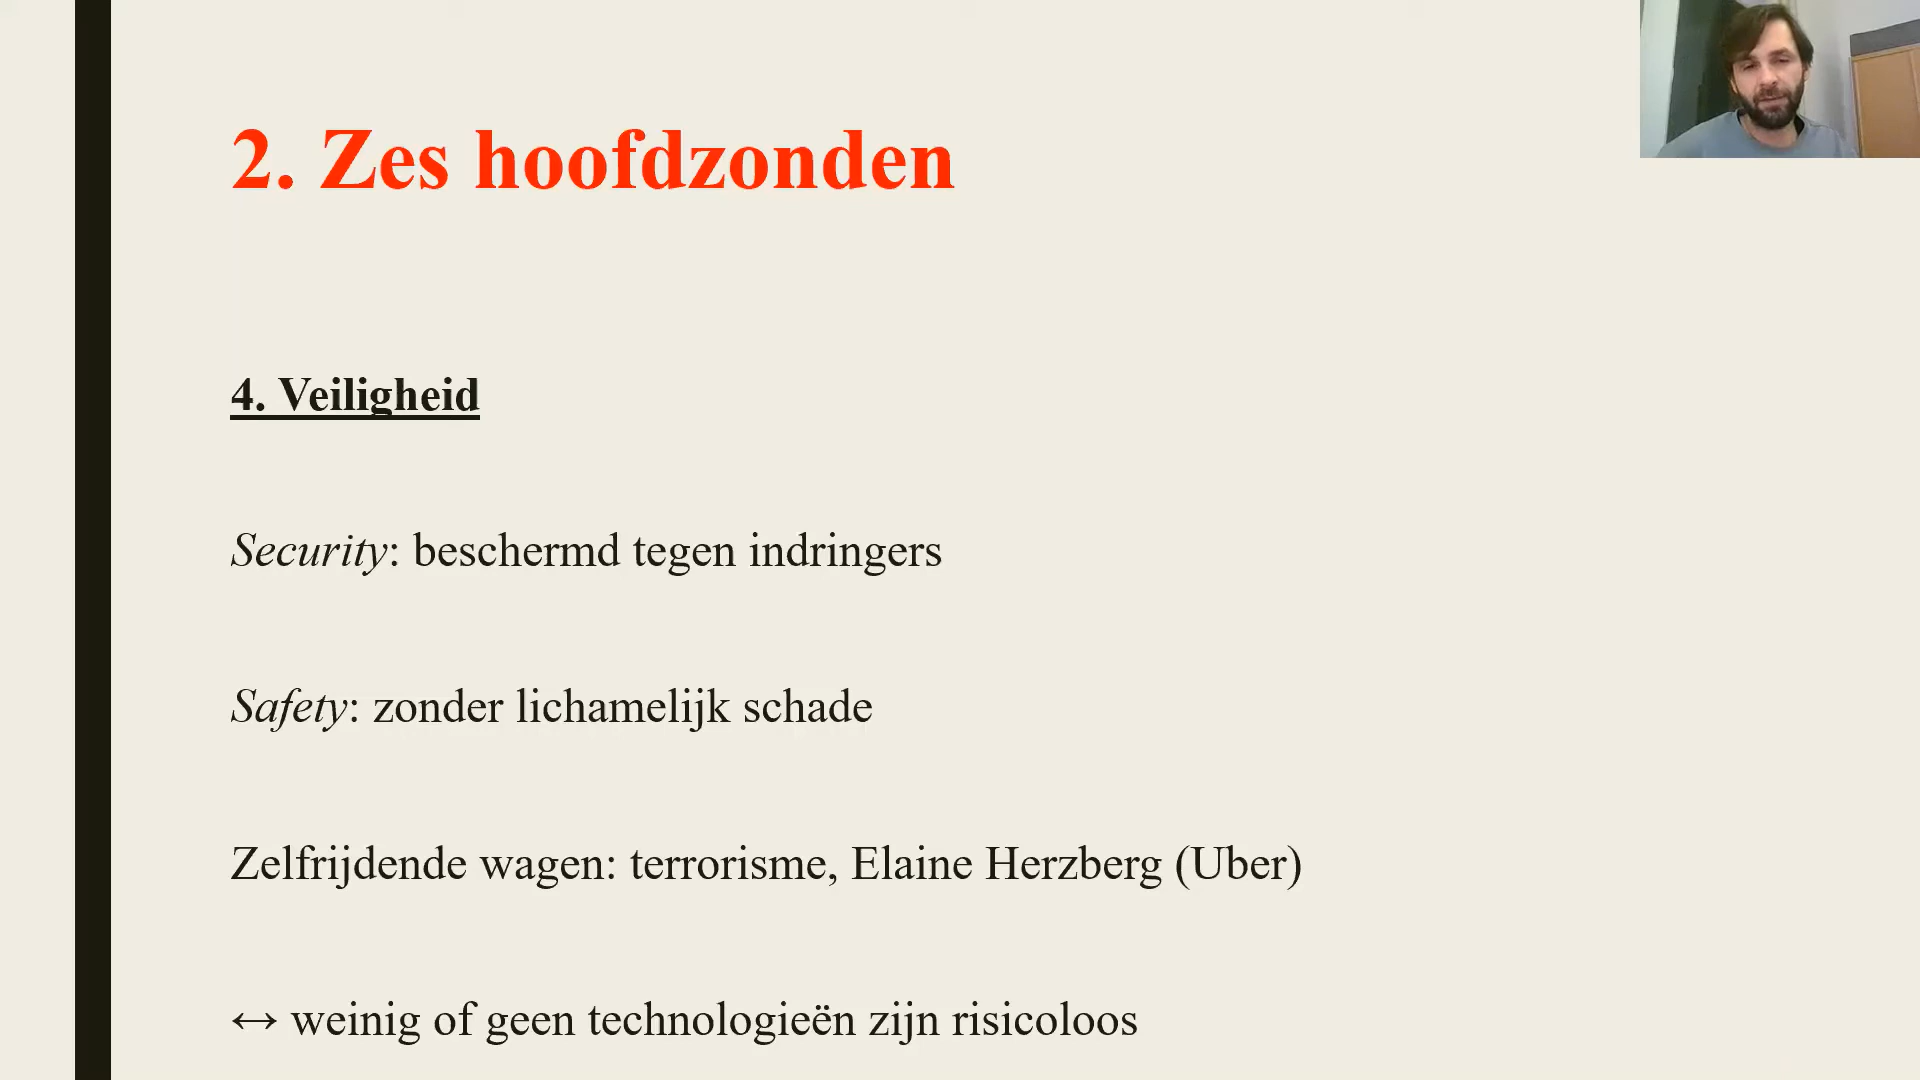 2. Zes hoofdzonden
4. Veiligheid
Security: beschermd tegen indringers
Safety: zonder lichamelijk schade
Zelfrijdende wagen: terrorisme, Elaine Herzberg (Uber)
↔ weinig of geen technologieën zijn risicoloos